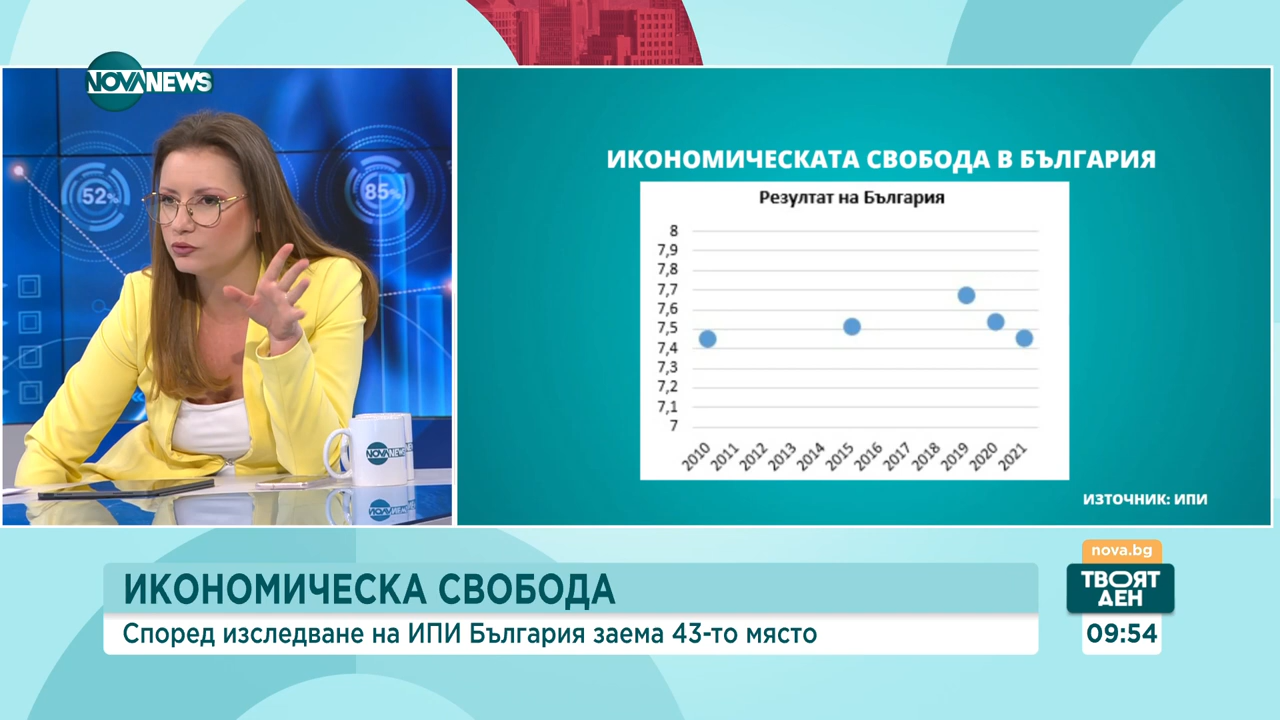 NOVANEWS
52%
85%
NOVANEWS
ИКОНОМИЧЕСКАТА СВОБОДА В БЪЛГАРИЯ
Резултат на България
8
7,9
7,8
7,7
7,6
7,5
7,4
7,3
7,2
7,1
7
2010 2011 2012 2013 2014 2015 2016 2017 2018 2019 2020 2021
ИЗТОЧНИК: ИПИ
ИКОНОМИЧЕСКА СВОБОДА
Според изследване на ИПИ България заема 43-то място
nova.bg
ТВОЯТ
ДЕН
09:54